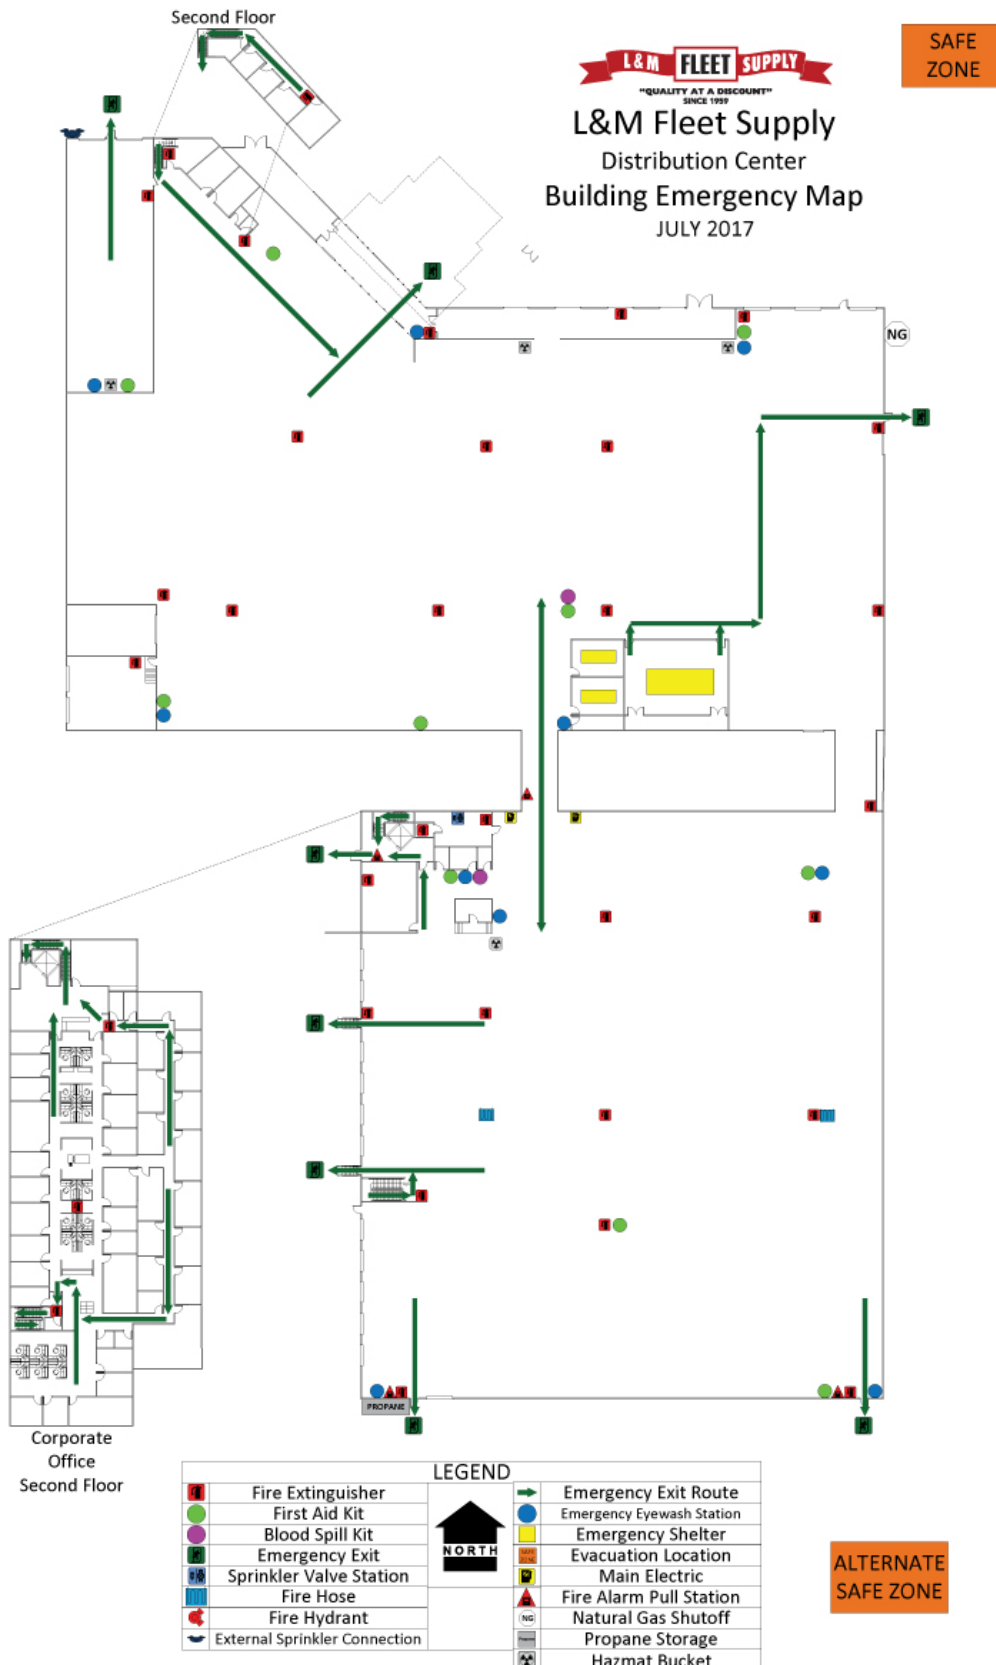 Second Floor
SAFE
ZONE
L&M FLEET SUPPLY
"QUALITY AT A DISCOUNT"
SINCE 1959
L&M Fleet Supply
Distribution Center
Building Emergency Map
JULY 2017
NG
PROPANE
Corporate
Office
Second Floor
LEGEND
Fire Extinguisher
First Aid Kit
Blood Spill Kit
Emergency Exit
Sprinkler Valve Station
Fire Hose
Fire Hydrant
External Sprinkler Connection
NORTH
Emergency Exit Route
Emergency Eyewash Station
Emergency Shelter
SAFE ZONE Evacuation Location
Main Electric
Fire Alarm Pull Station
NG Natural Gas Shutoff
Propane Storage
Hazmat Bucket
ALTERNATE
SAFE ZONE